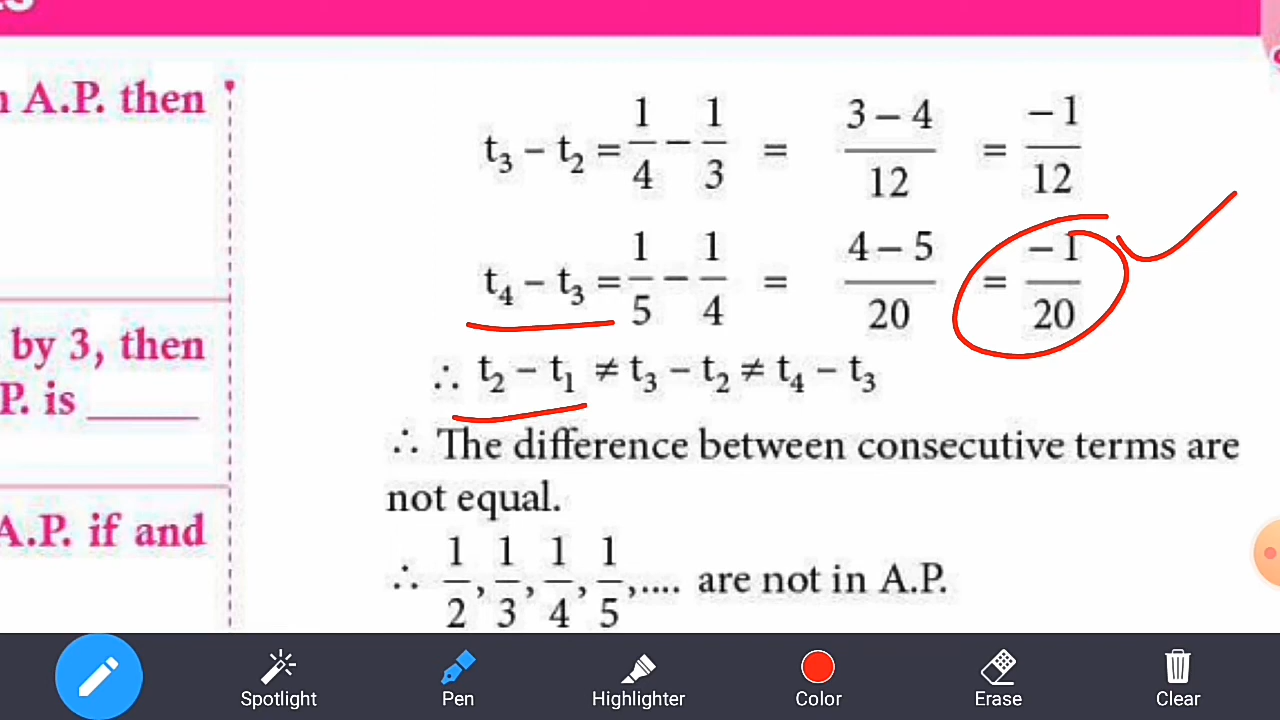 A.P. then
t₃ – t₂ = 1/4 – 1/3 = 3 – 4/12 = –1/12
t₄ – t₃ = 1/5 – 1/4 = 4 – 5/20 = –1/20
by 3, then
P. is ______
∴ t₂ – t₁ ≠ t₃ – t₂ ≠ t₄ – t₃
∴ The difference between consecutive terms are
not equal.
A.P. if and
∴ 1/2, 1/3, 1/4, 1/5,.... are not in A.P.
Spotlight Pen Highlighter Color Erase Clear